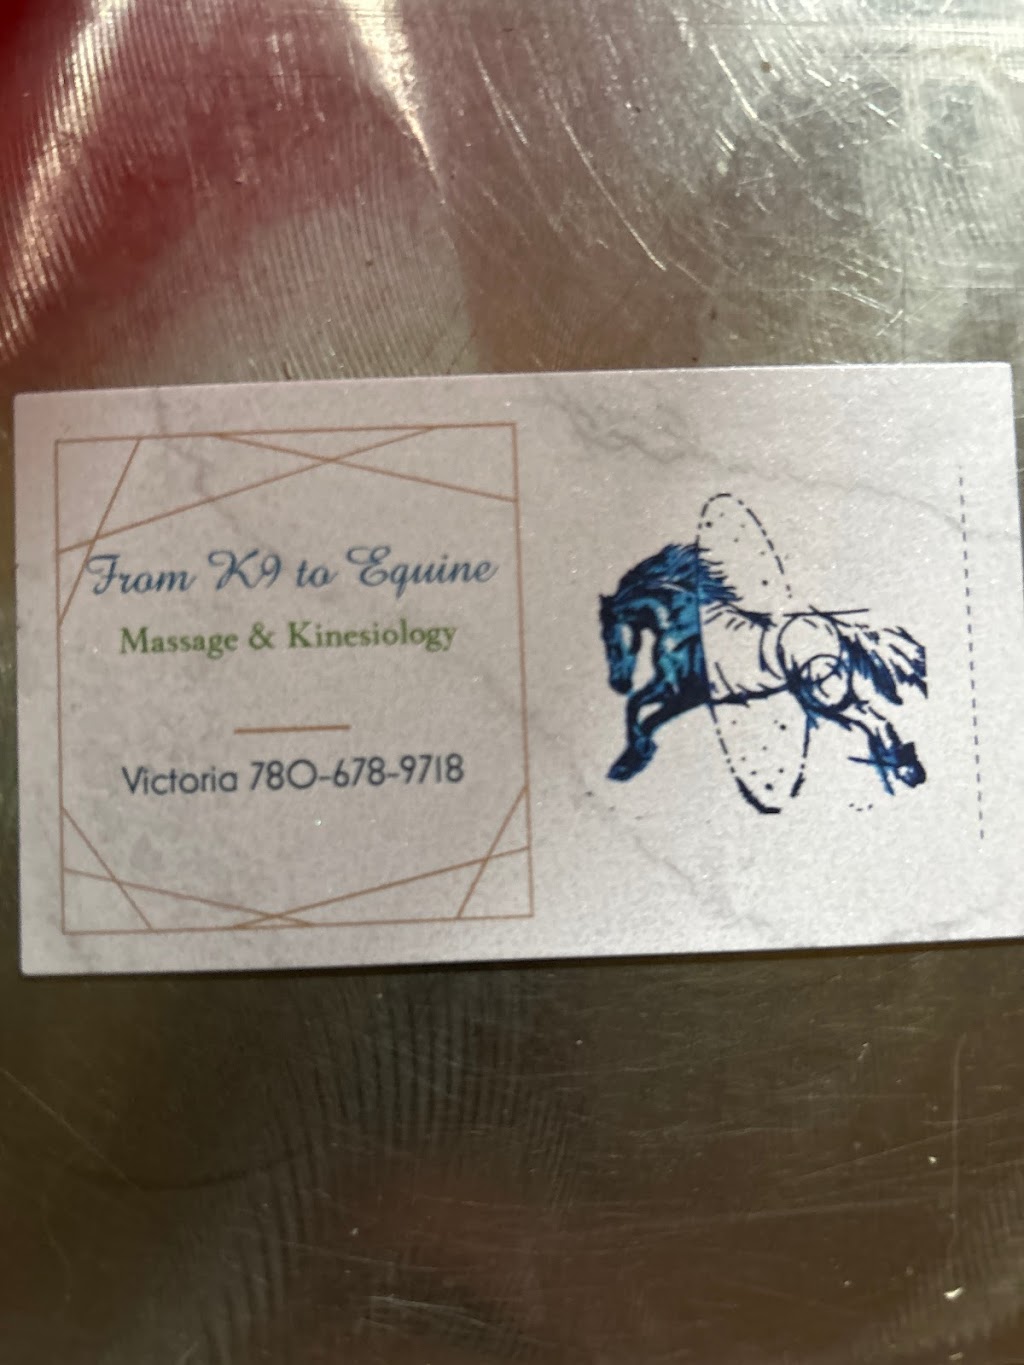 From K9 to Equine
Massage & Kinesiology
Victoria 780-678-9718